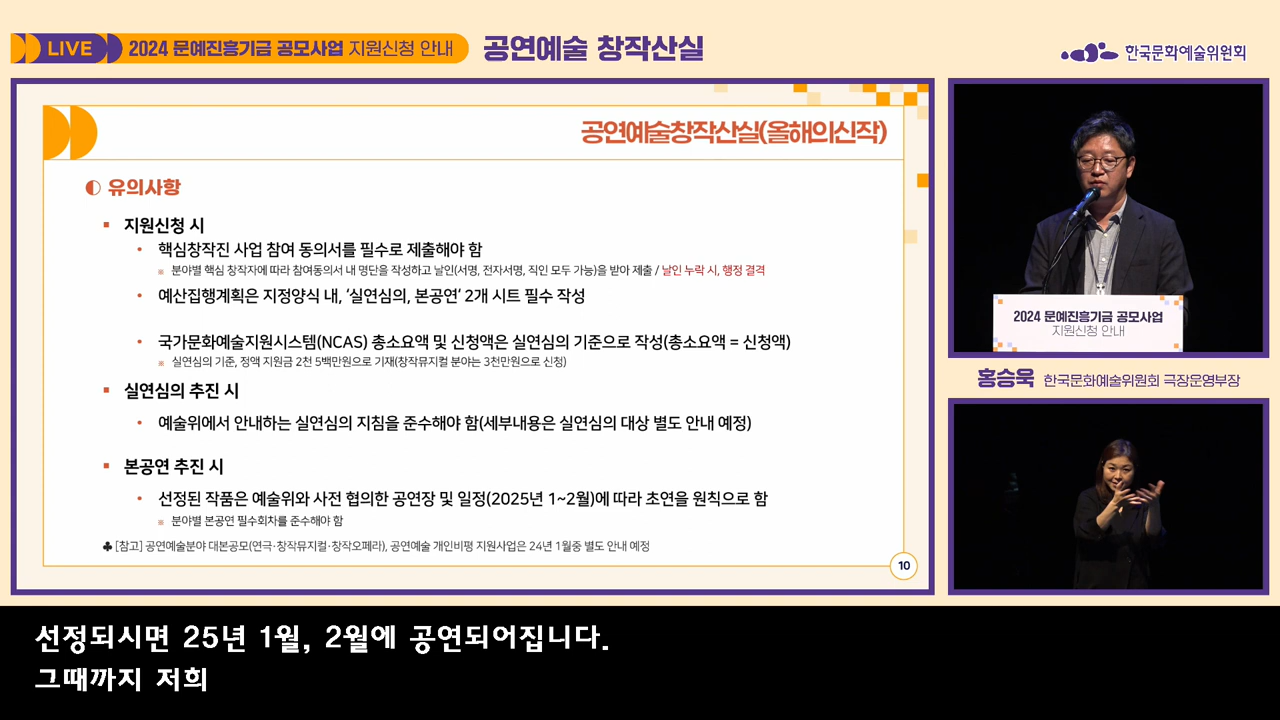 LIVE 2024 문예진흥기금 공모사업 지원신청 안내 공연예술 창작산실
한국문화예술위원회
공연예술창작산실(올해의신작)
유의사항
지원신청 시
핵심창작진 사업 참여 동의서를 필수로 제출해야 함
※ 분야별 핵심 창작자에 따라 참여동의서 내 명단을 작성하고 날인(서명, 전자서명, 직인 모두 가능)을 받아 제출 / 날인 누락 시, 행정 결격
예산집행계획은 지정양식 내, '실연심의, 본공연' 2개 시트 필수 작성
국가문화예술지원시스템(NCAS) 총소요액 및 신청액은 실연심의 기준으로 작성(총소요액 = 신청액)
※ 실연심의 기준, 정액 지원금 2천 5백만원으로 기재(창작뮤지컬 분야는 3천만원으로 신청)
실연심의 추진 시
예술위에서 안내하는 실연심의 지침을 준수해야 함(세부내용은 실연심의 대상 별도 안내 예정)
본공연 추진 시
선정된 작품은 예술위와 사전 협의한 공연장 및 일정(2025년 1~2월)에 따라 초연을 원칙으로 함
※ 분야별 본공연 필수회차를 준수해야 함
♣ [참고] 공연예술분야 대본공모(연극·창작뮤지컬·창작오페라), 공연예술 개인비평 지원사업은 24년 1월중 별도 안내 예정
10
2024 문예진흥기금 공모사업
지원신청 안내
홍승욱 한국문화예술위원회 극장운영부장
선정되시면 25년 1월, 2월에 공연되어집니다.
그때까지 저희